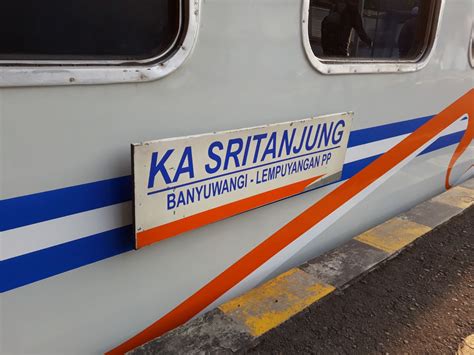 KA SRITANJUNG
BANYUWANGI - LEMPUYANGAN PP